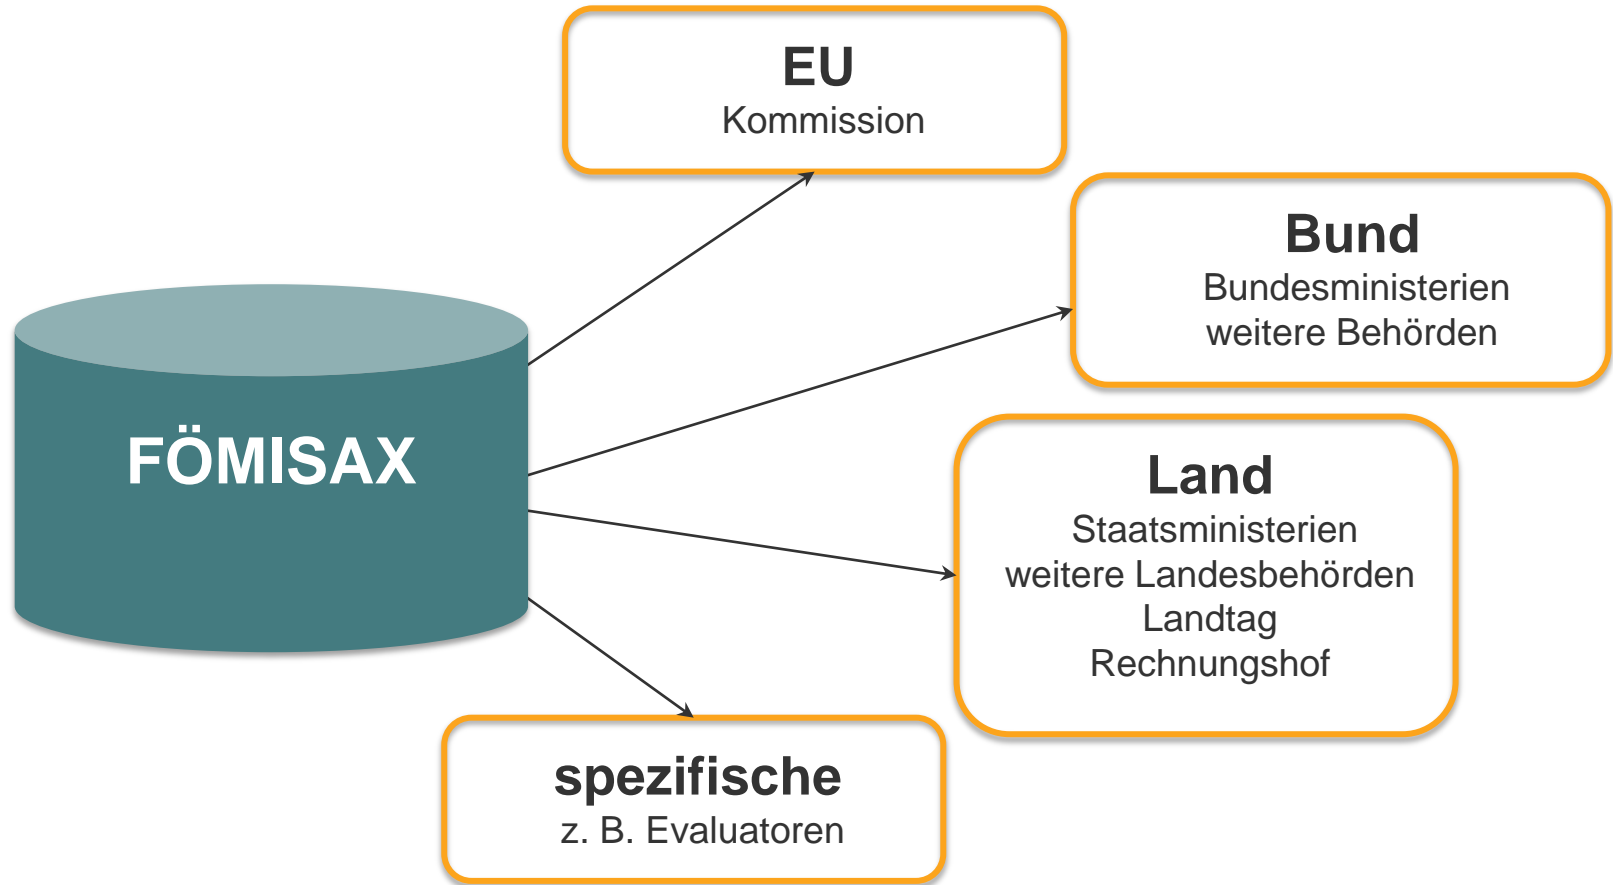 EU
Kommission
Bund
Bundesministerien
weitere Behörden
FÖMISAX
Land
Staatsministerien
weitere Landesbehörden
Landtag
Rechnungshof
spezifische
z. B. Evaluatoren